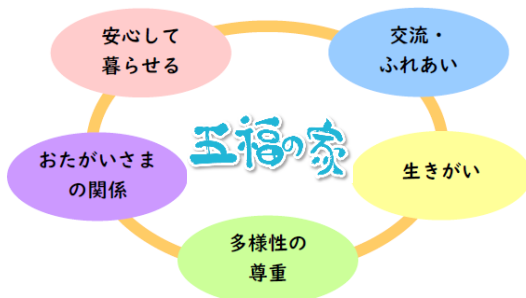 安心して
暮らせる
交流・
ふれあい
五福の家
おたがいさま
の関係
生きがい
多様性の
尊重